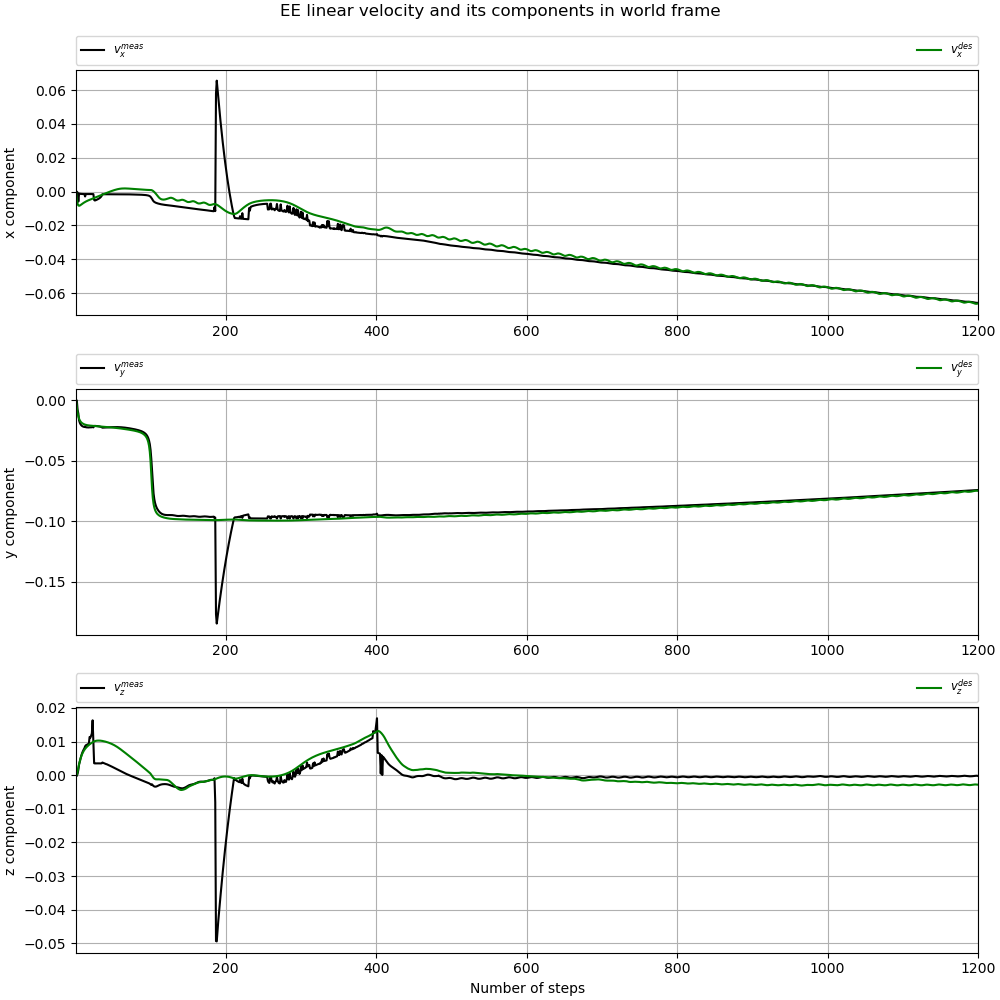 EE linear velocity and its components in world frame
v_x^{meas} v_x^{des}
x component
0.06
0.04
0.02
0.00
−0.02
−0.04
−0.06
200 400 600 800 1000 1200
v_y^{meas} v_y^{des}
y component
0.00
−0.05
−0.10
−0.15
200 400 600 800 1000 1200
v_z^{meas} v_z^{des}
z component
0.02
0.01
0.00
−0.01
−0.02
−0.03
−0.04
−0.05
200 400 600 800 1000 1200
Number of steps